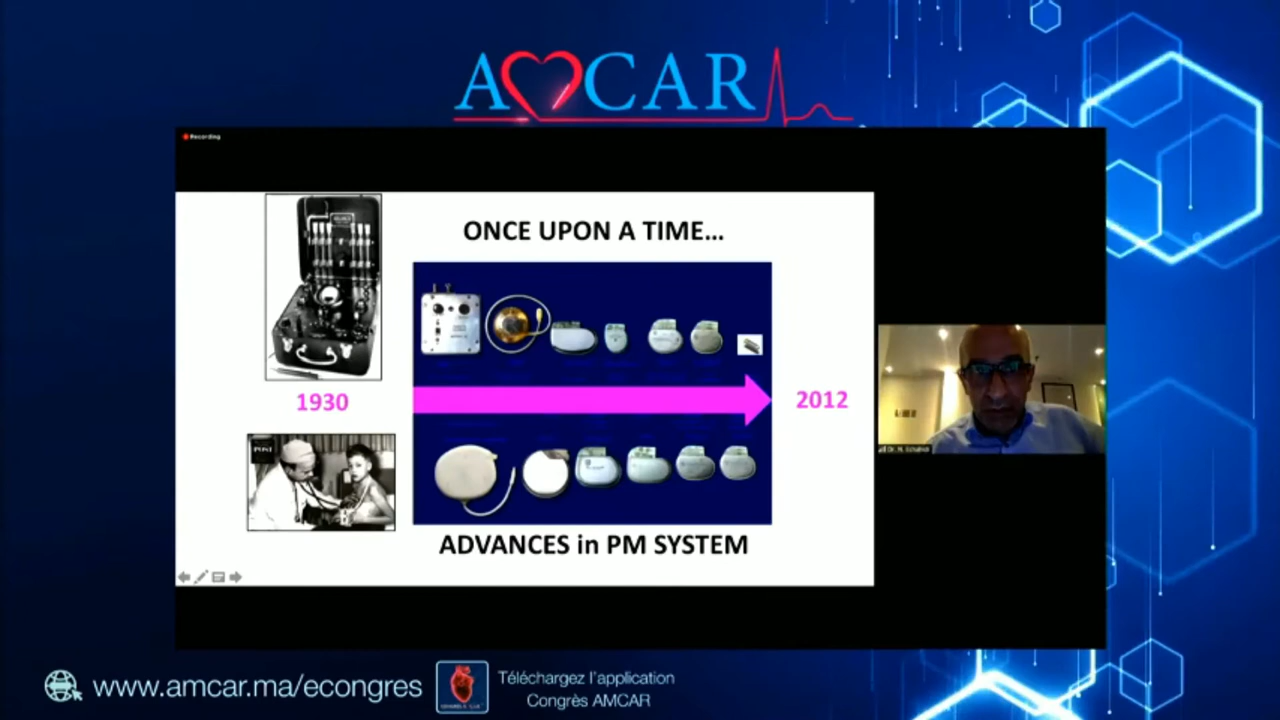 AMCAR
Recording
ONCE UPON A TIME...
1930
2012
POST
ADVANCES in PM SYSTEM
www.amcar.ma/econgres
Téléchargez l'application
Congrès AMCAR